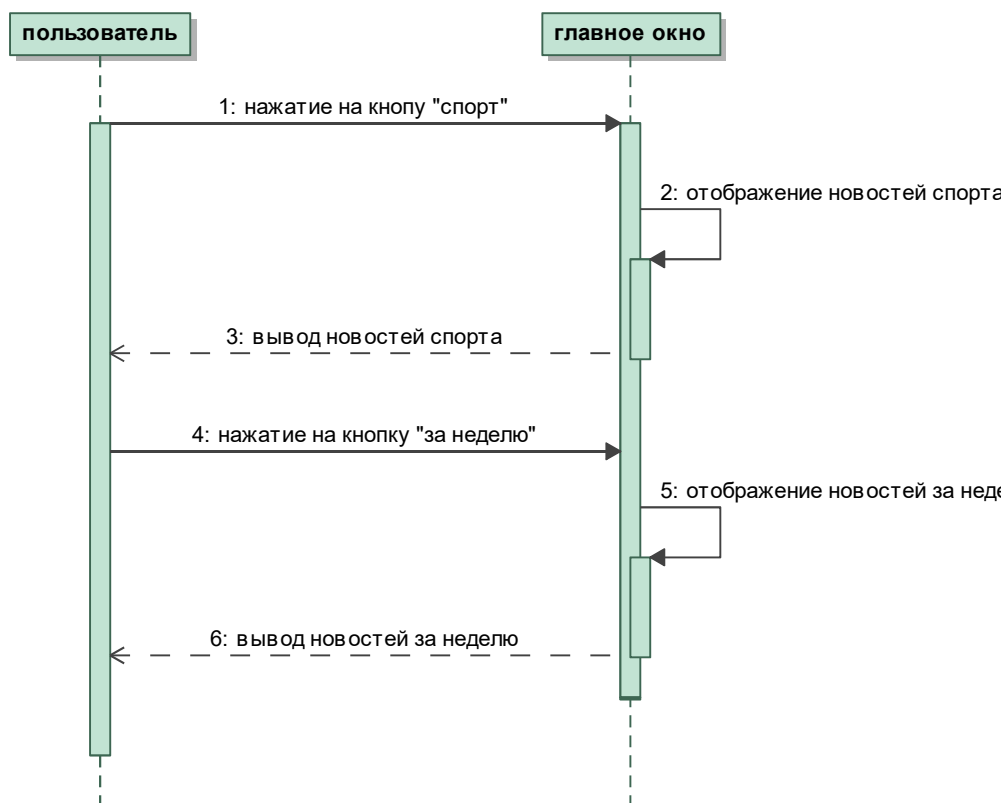 пользователь
главное окно
1: нажатие на кнопу "спорт"
2: отображение новостей спорта
3: вывод новостей спорта
4: нажатие на кнопку "за неделю"
5: отображение новостей за
6: вывод новостей за неделю